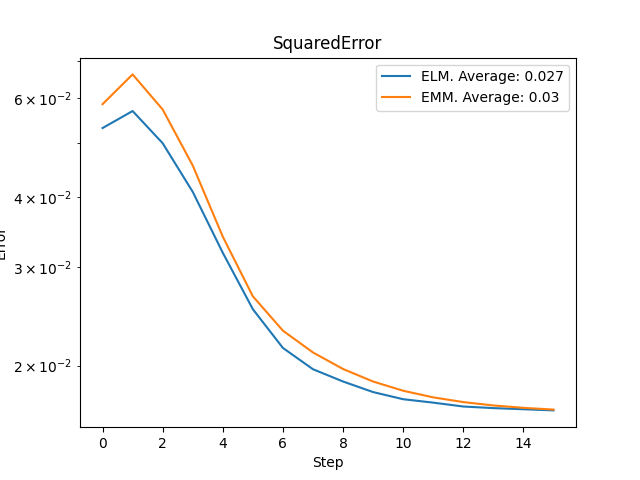 SquaredError
ELM. Average: 0.027
EMM. Average: 0.03
6 × 10⁻²
4 × 10⁻²
3 × 10⁻²
2 × 10⁻²
Error
0 2 4 6 8 10 12 14
Step